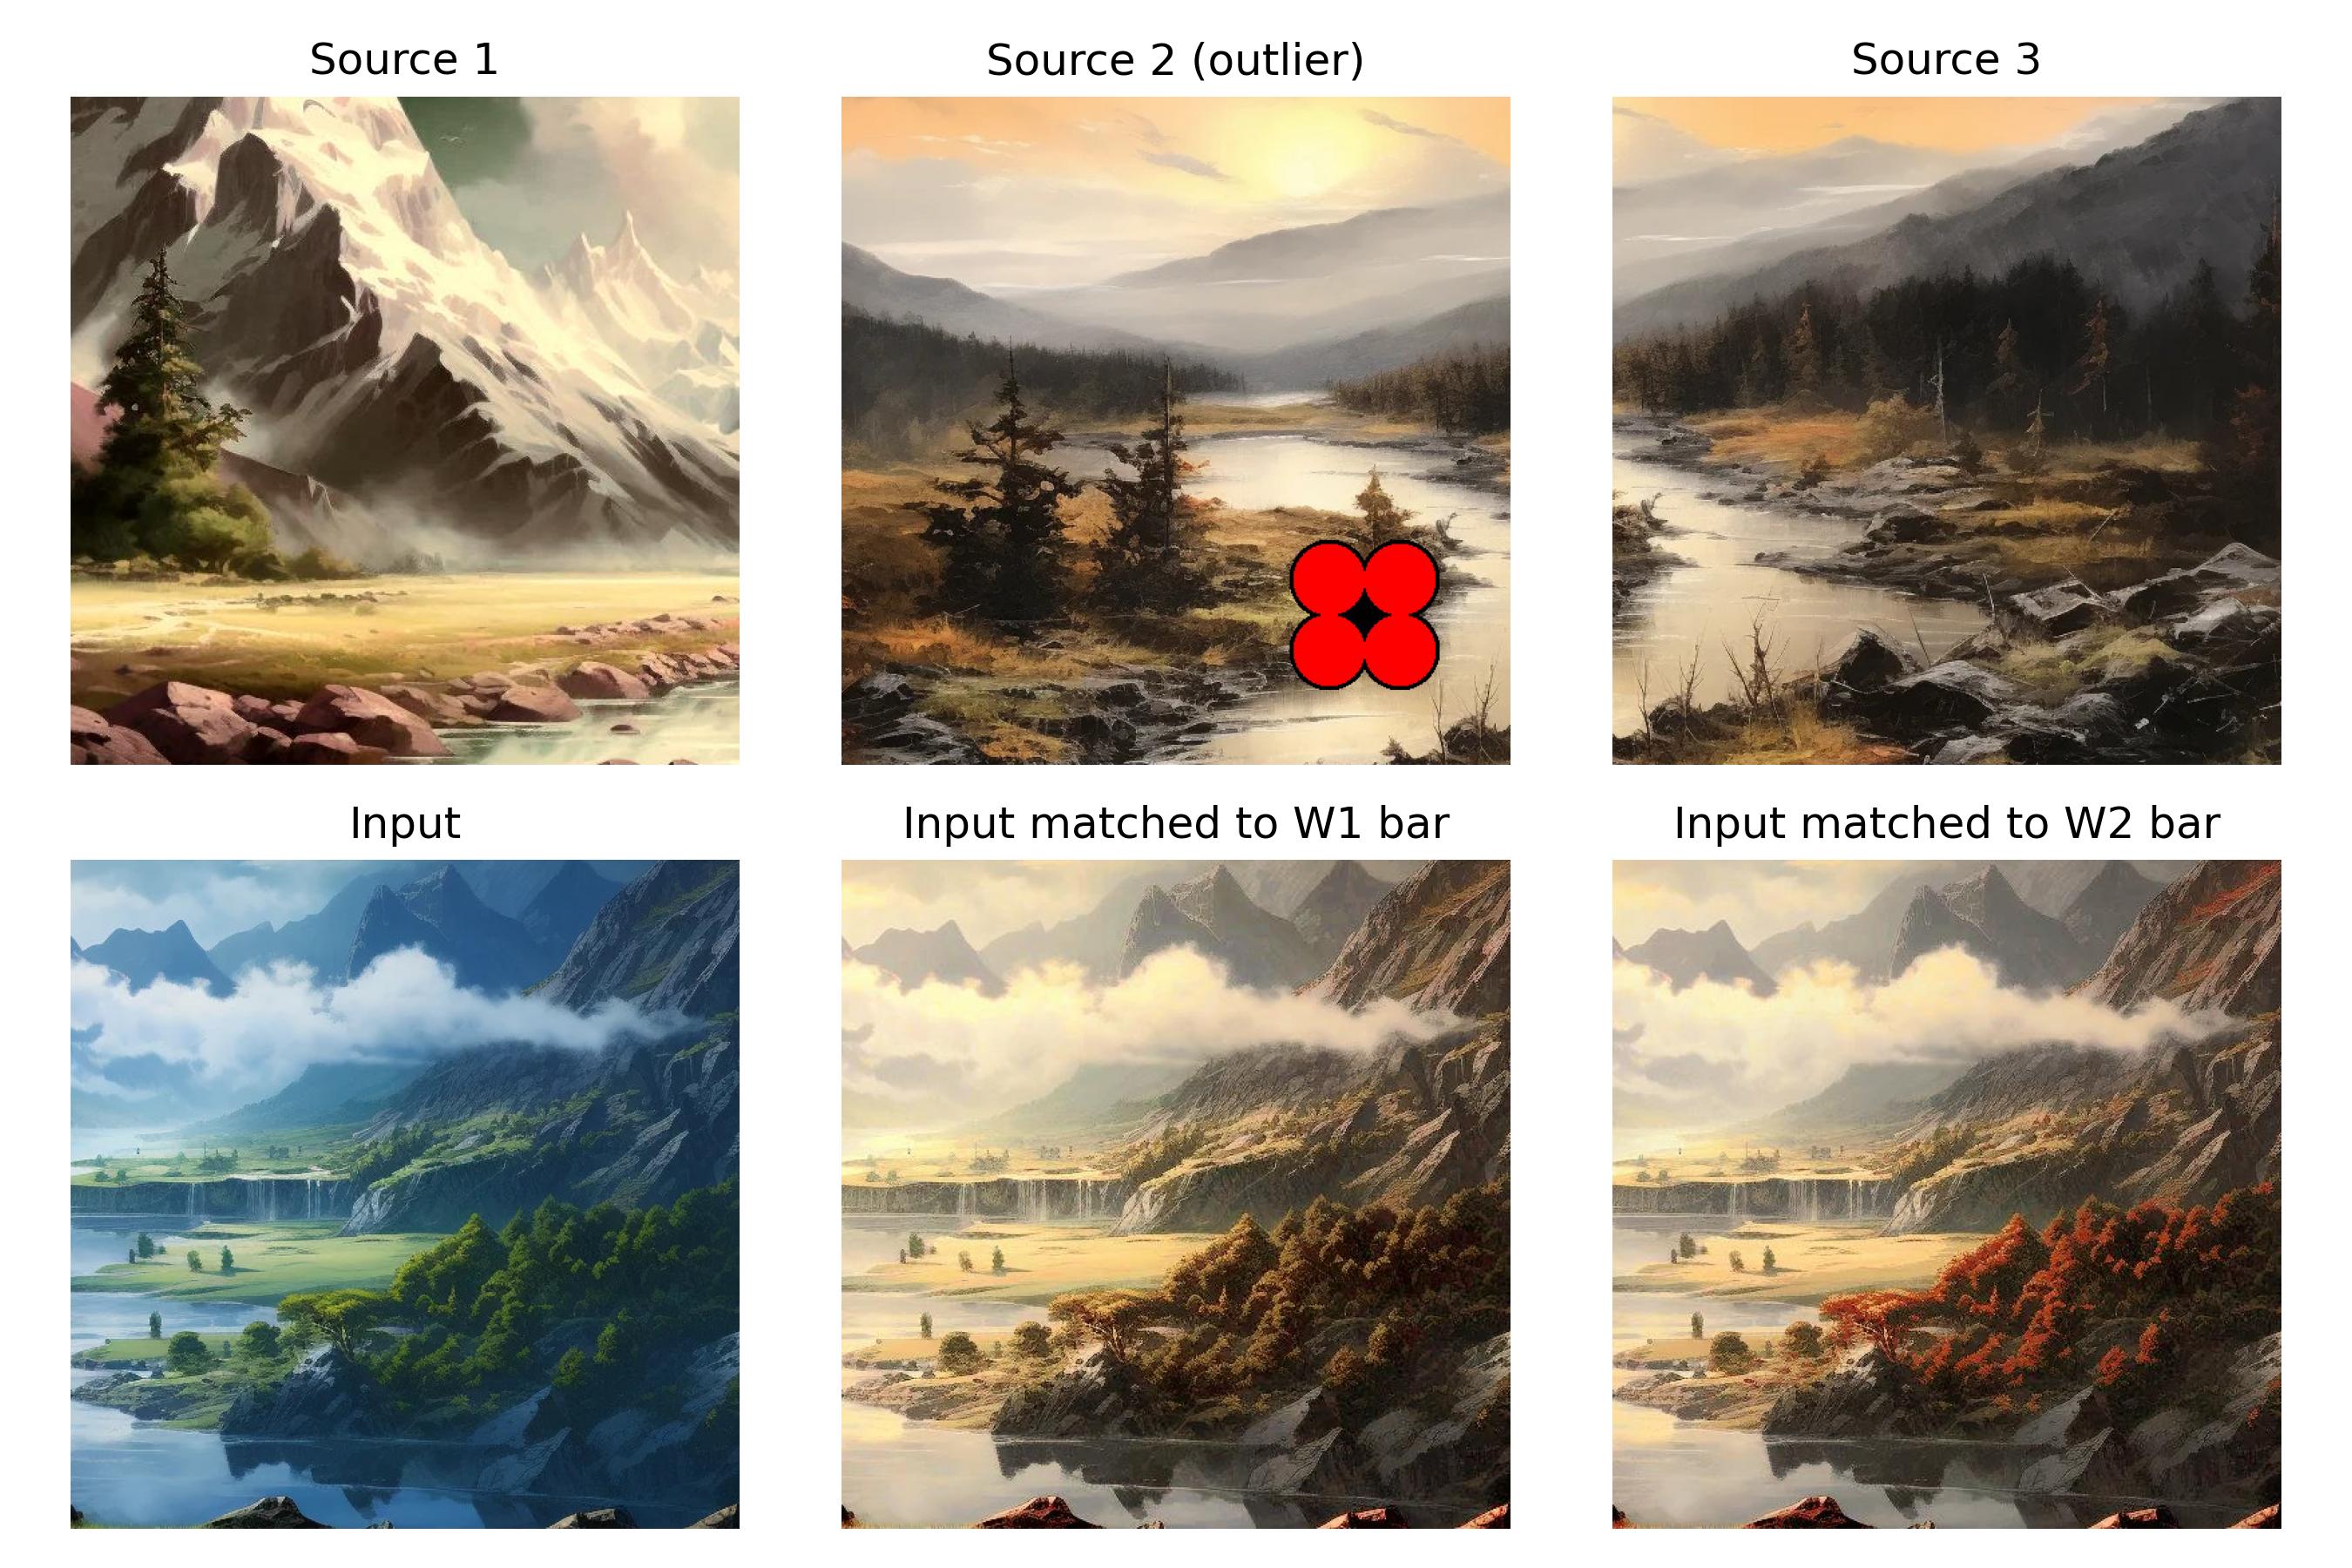 Source 1
Source 2 (outlier)
Source 3
Input
Input matched to W1 bar
Input matched to W2 bar